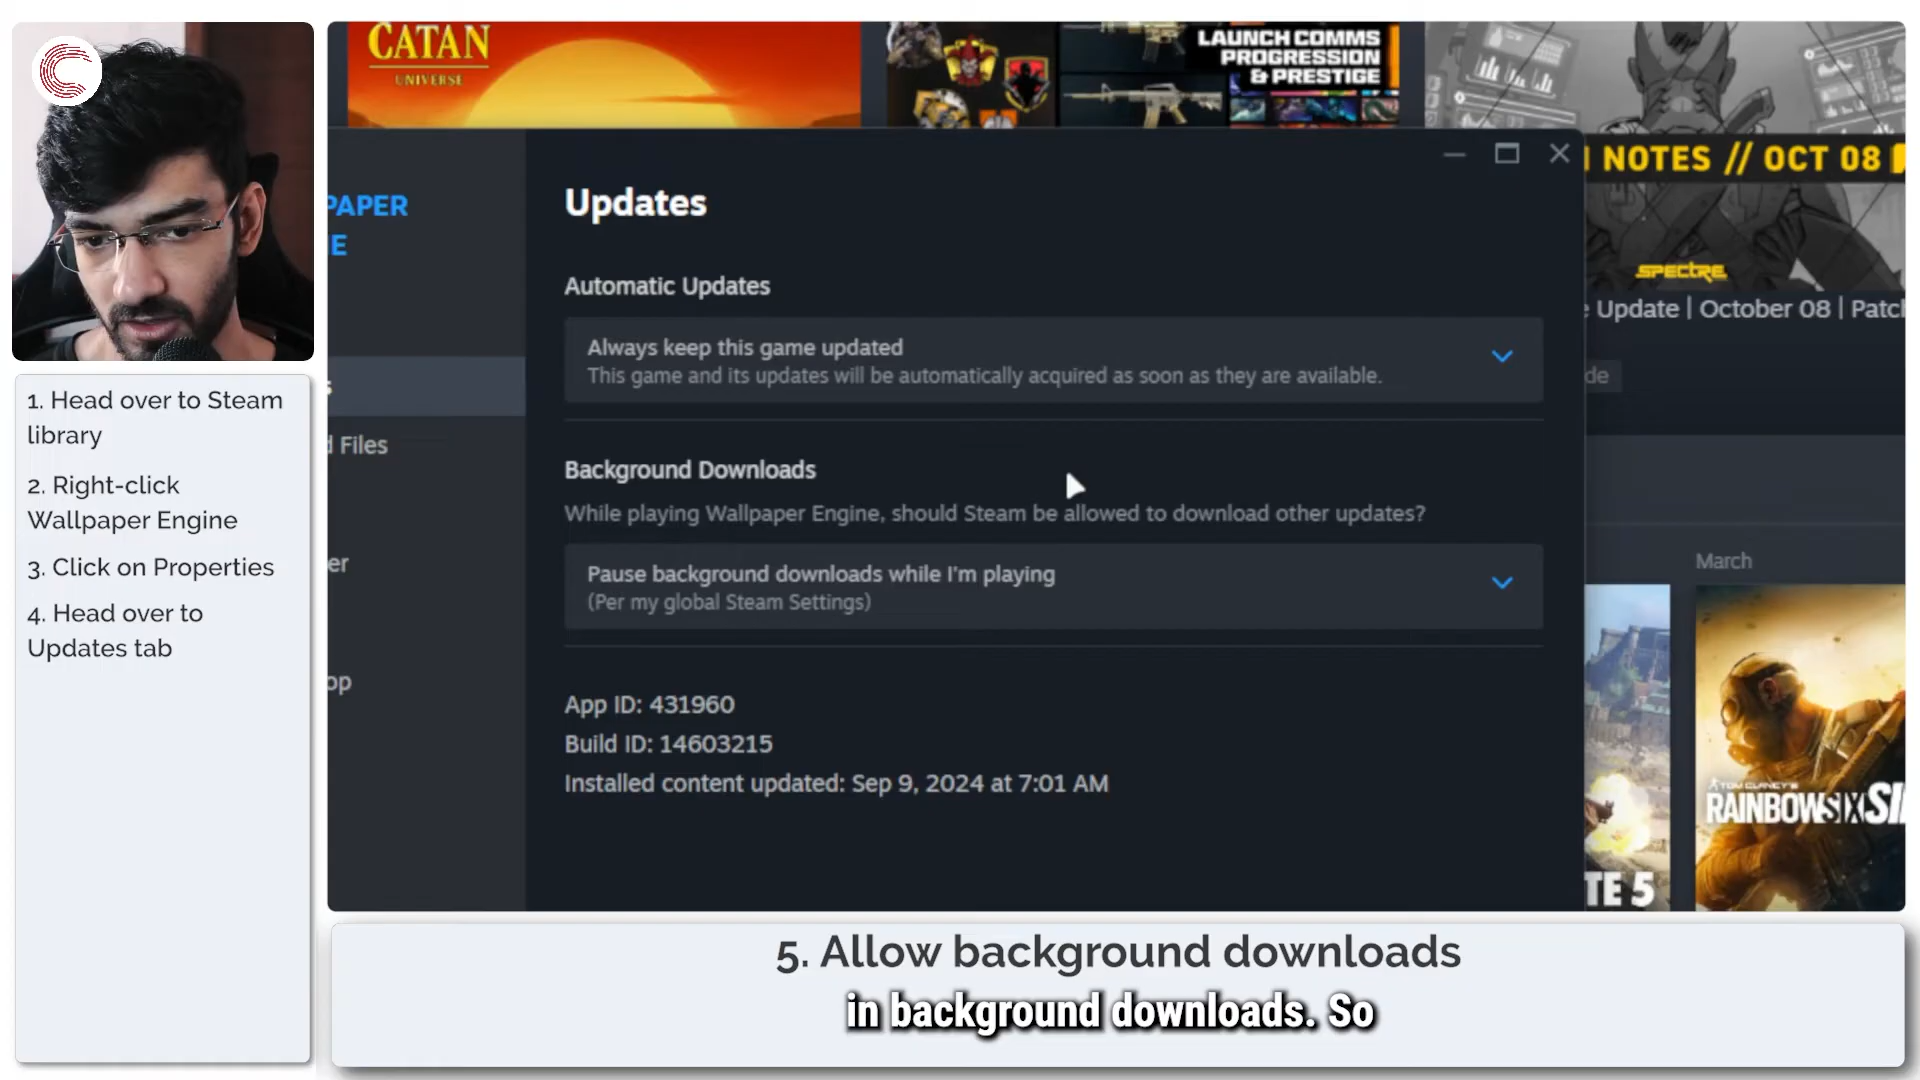 1. Head over to Steam
library
2. Right-click
Wallpaper Engine
3. Click on Properties
4. Head over to
Updates tab
CATAN
UNIVERSE
LAUNCH COMMS
PROGRESSION
& PRESTIGE
NOTES // OCT 08
SPECTRE
Update | October 08 | Patc
de
March
RAINBOWSIXSI
TE 5
PAPER
E
s
d Files
er
op
Updates
Automatic Updates
Always keep this game updated
This game and its updates will be automatically acquired as soon as they are available.
Background Downloads
While playing Wallpaper Engine, should Steam be allowed to download other updates?
Pause background downloads while I'm playing
(Per my global Steam Settings)
App ID: 431960
Build ID: 14603215
Installed content updated: Sep 9, 2024 at 7:01 AM
5. Allow background downloads
in background downloads. So